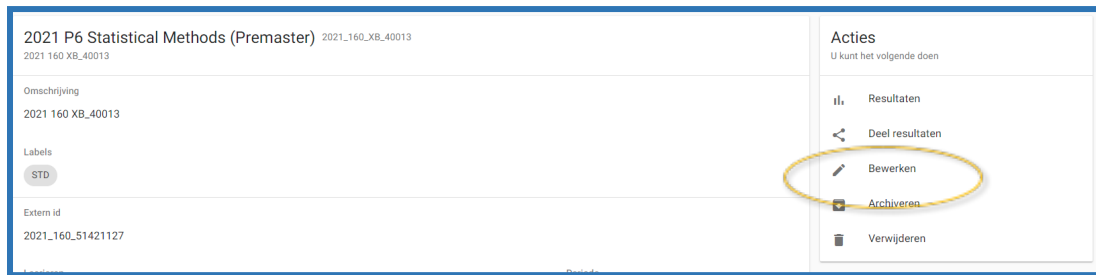 2021 P6 Statistical Methods (Premaster) 2021_160_XB_40013
2021 160 XB_40013
Omschrijving
2021 160 XB_40013
Labels
STD
Extern id
2021_160_51421127
Periode
Acties
U kunt het volgende doen
Resultaten
Deel resultaten
Bewerken
Archiveren
Verwijderen